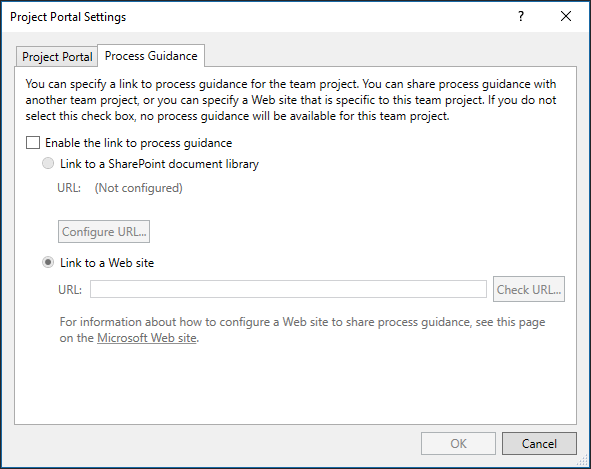 Project Portal Settings
?
Project Portal
Process Guidance
You can specify a link to process guidance for the team project. You can share process guidance with
another team project, or you can specify a Web site that is specific to this team project. If you do not
select this check box, no process guidance will be available for this team project.
Enable the link to process guidance
Link to a SharePoint document library
URL: (Not configured)
Configure URL...
Link to a Web site
URL:
Check URL...
For information about how to configure a Web site to share process guidance, see this page
on the Microsoft Web site.
OK
Cancel